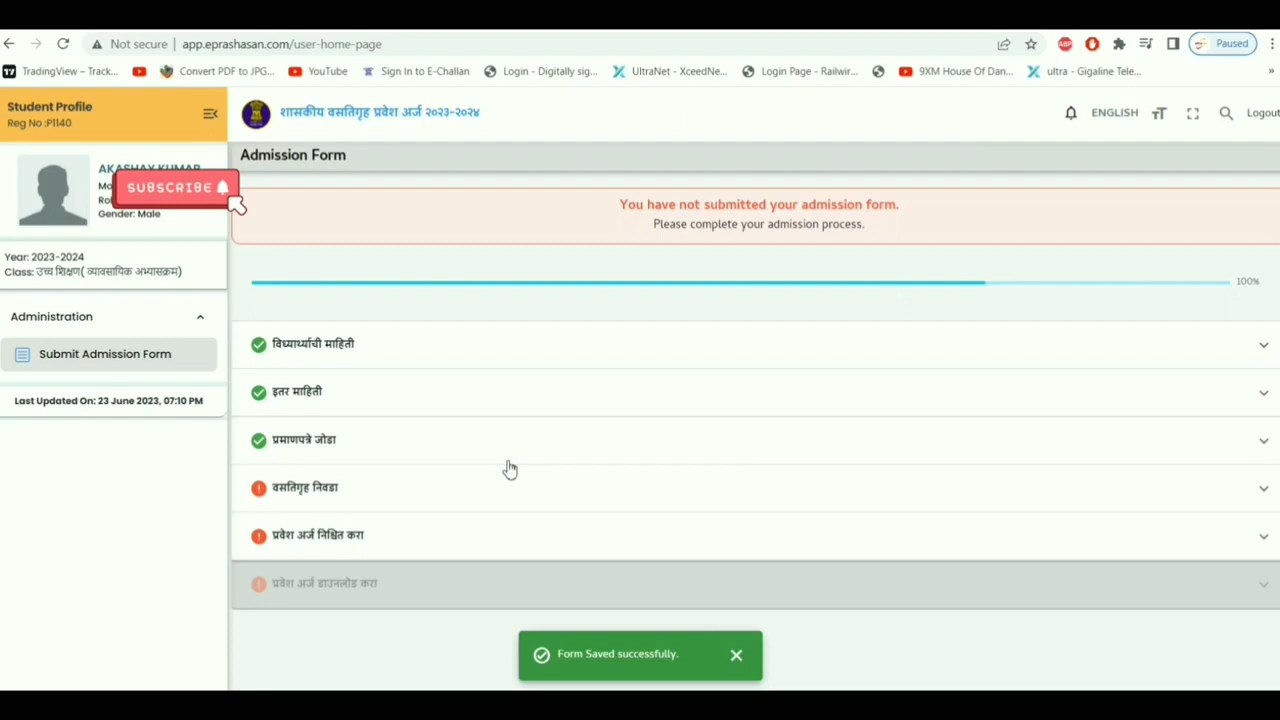 Not secure | app.eprashasan.com/user-home-page
ABP
Paused
TradingView – Track...
Convert PDF to JPG...
YouTube
Sign In to E-Challan
Login - Digitally sig...
UltraNet - XceedNe...
Login Page - Railwir...
9XM House Of Dan...
ultra - Gigaline Tele...
»
Student Profile
Reg No :P1140
शासकीय वसतिगृह प्रवेश अर्ज २०२३-२०२४
ENGLISH
Logout
Admission Form
AKASHAY KUMAR
Mo
SUBSCRIBE
Ro
Gender: Male
You have not submitted your admission form.
Please complete your admission process.
Year: 2023-2024
Class: उच्च शिक्षण( व्यावसायिक अभ्यासक्रम)
100%
Administration
Submit Admission Form
Last Updated On: 23 June 2023, 07:10 PM
विध्यार्थ्याची माहिती
इतर माहिती
प्रमाणपत्रे जोडा
वसतिगृह निवडा
प्रवेश अर्ज निश्चित करा
प्रवेश अर्ज डाउनलोड करा
Form Saved successfully.